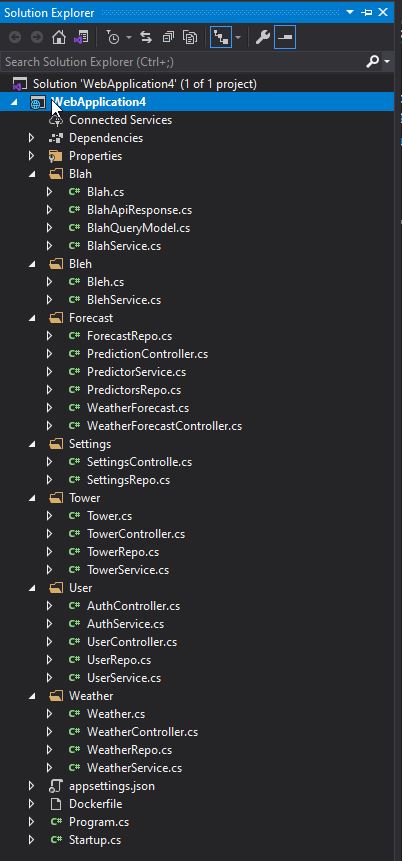 Solution Explorer
Search Solution Explorer (Ctrl+;)
Solution 'WebApplication4' (1 of 1 project)
WebApplication4
Connected Services
Dependencies
Properties
Blah
C# Blah.cs
C# BlahApiResponse.cs
C# BlahQueryModel.cs
C# BlahService.cs
Bleh
C# Bleh.cs
C# BlehService.cs
Forecast
C# ForecastRepo.cs
C# PredictionController.cs
C# PredictorService.cs
C# PredictorsRepo.cs
C# WeatherForecast.cs
C# WeatherForecastController.cs
Settings
C# SettingsControlle.cs
C# SettingsRepo.cs
Tower
C# Tower.cs
C# TowerController.cs
C# TowerRepo.cs
C# TowerService.cs
User
C# AuthController.cs
C# AuthService.cs
C# UserController.cs
C# UserRepo.cs
C# UserService.cs
Weather
C# Weather.cs
C# WeatherController.cs
C# WeatherRepo.cs
C# WeatherService.cs
appsettings.json
Dockerfile
C# Program.cs
C# Startup.cs